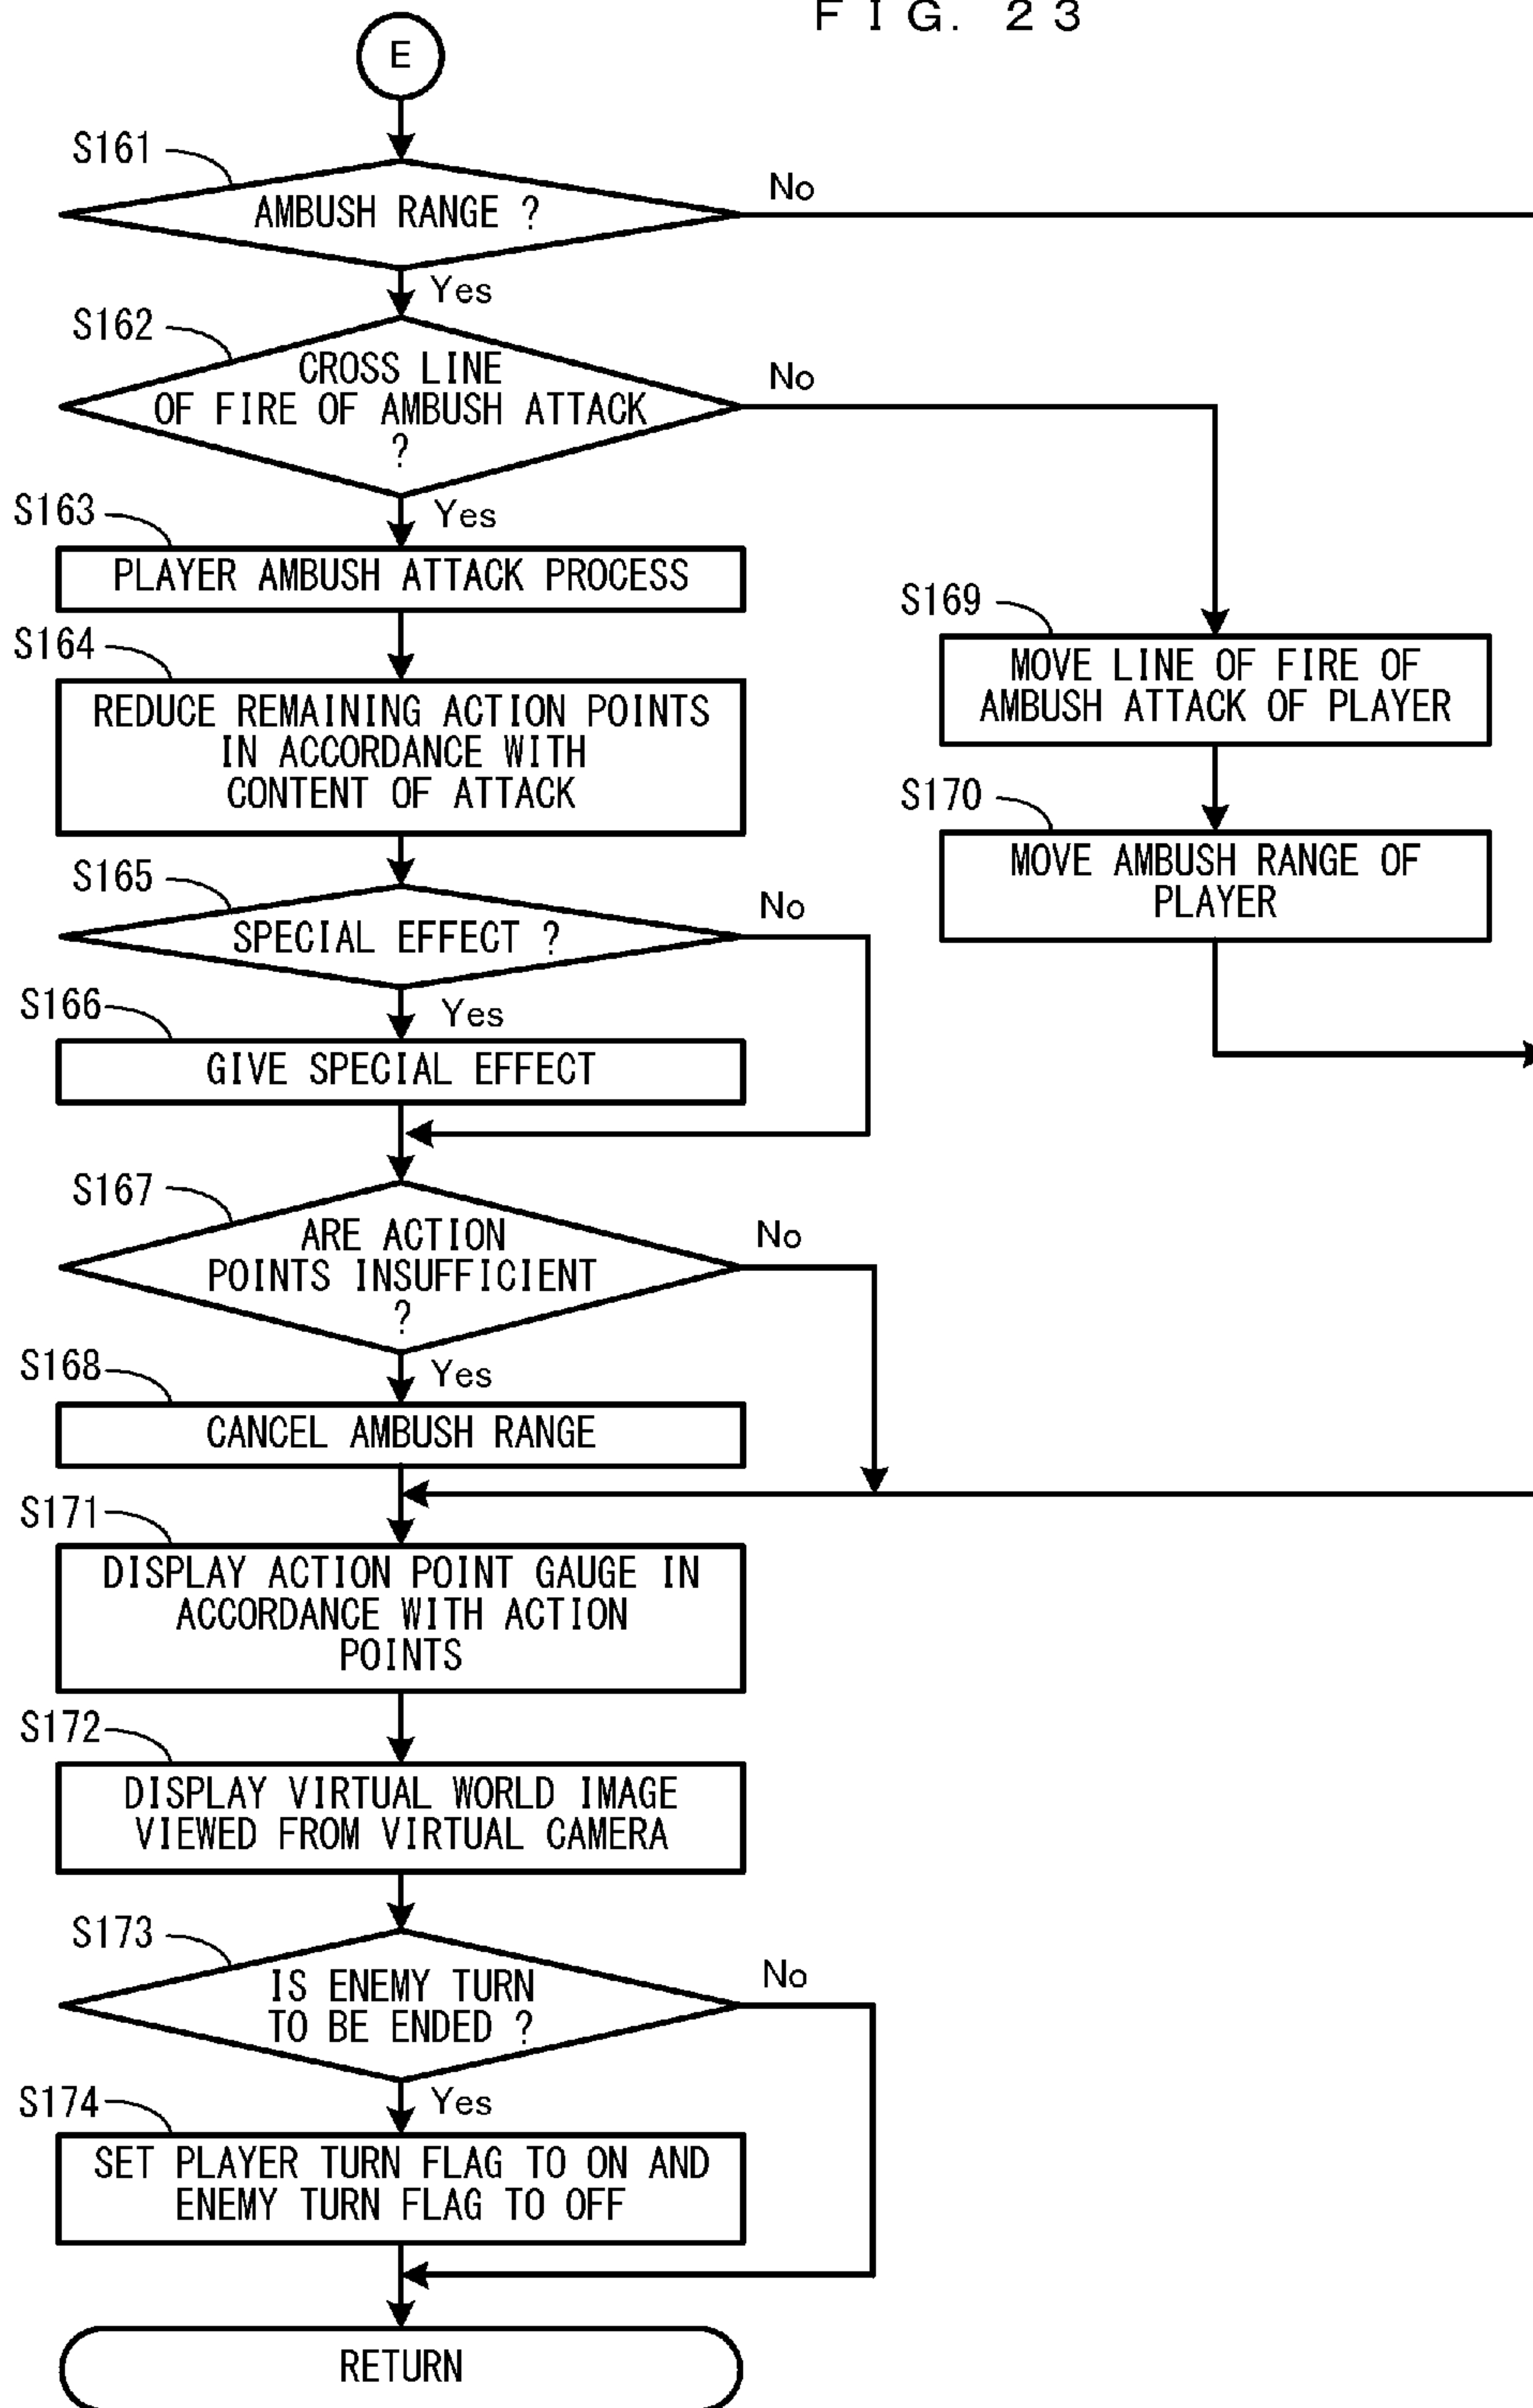 FIG. 23
E
S161
AMBUSH RANGE ?
No
Yes
S162
CROSS LINE
OF FIRE OF AMBUSH ATTACK
?
No
Yes
S163
PLAYER AMBUSH ATTACK PROCESS
S164
REDUCE REMAINING ACTION POINTS
IN ACCORDANCE WITH
CONTENT OF ATTACK
S169
MOVE LINE OF FIRE OF
AMBUSH ATTACK OF PLAYER
S170
MOVE AMBUSH RANGE OF
PLAYER
S165
SPECIAL EFFECT ?
No
Yes
S166
GIVE SPECIAL EFFECT
S167
ARE ACTION
POINTS INSUFFICIENT
?
No
Yes
S168
CANCEL AMBUSH RANGE
S171
DISPLAY ACTION POINT GAUGE IN
ACCORDANCE WITH ACTION
POINTS
S172
DISPLAY VIRTUAL WORLD IMAGE
VIEWED FROM VIRTUAL CAMERA
S173
IS ENEMY TURN
TO BE ENDED ?
No
Yes
S174
SET PLAYER TURN FLAG TO ON AND
ENEMY TURN FLAG TO OFF
RETURN